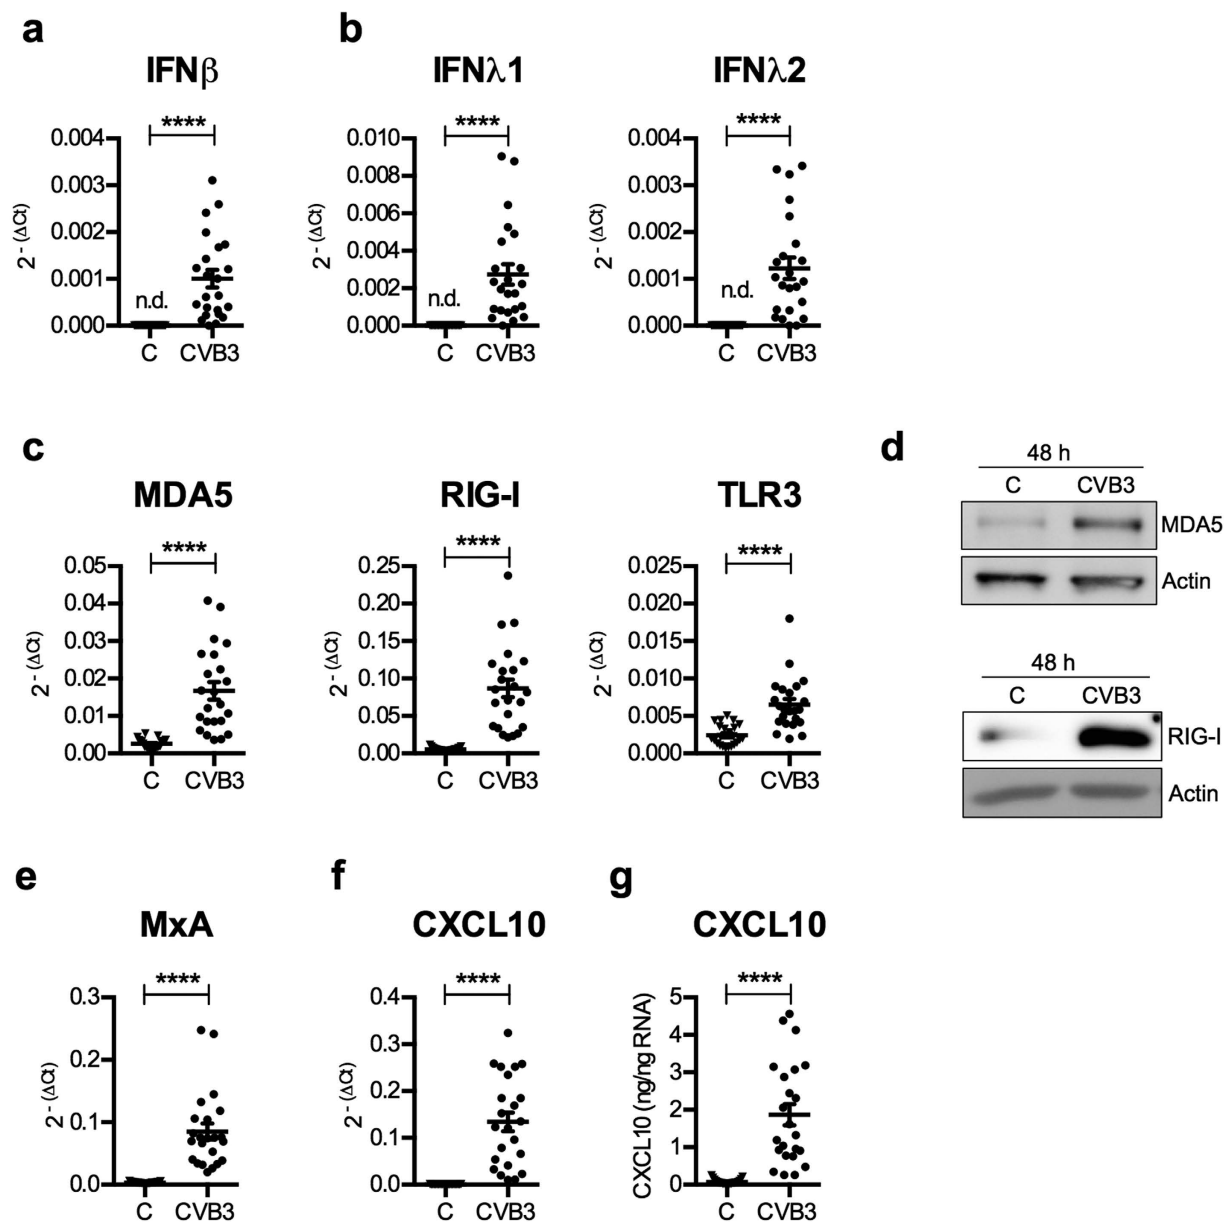 a
b
IFNβ
IFNλ1
IFNλ2
****
****
****
0.004
0.003
0.002
0.001
0.000
2 - (ΔCt)
n.d.
C CVB3
0.010
0.008
0.006
0.004
0.002
0.000
2 - (ΔCt)
n.d.
C CVB3
0.004
0.003
0.002
0.001
0.000
2 - (ΔCt)
n.d.
C CVB3
c
MDA5
RIG-I
TLR3
****
****
****
0.05
0.04
0.03
0.02
0.01
0.00
2 - (ΔCt)
C CVB3
0.25
0.20
0.15
0.10
0.05
0.00
2 - (ΔCt)
C CVB3
0.025
0.020
0.015
0.010
0.005
0.000
2 - (ΔCt)
C CVB3
d
48 h
C CVB3
MDA5
Actin
48 h
C CVB3
RIG-I
Actin
e
f
g
MxA
CXCL10
CXCL10
****
****
****
0.3
0.2
0.1
0.0
2 - (ΔCt)
C CVB3
0.4
0.3
0.2
0.1
0.0
2 - (ΔCt)
C CVB3
5
4
3
2
1
0
CXCL10 (ng/ng RNA)
C CVB3